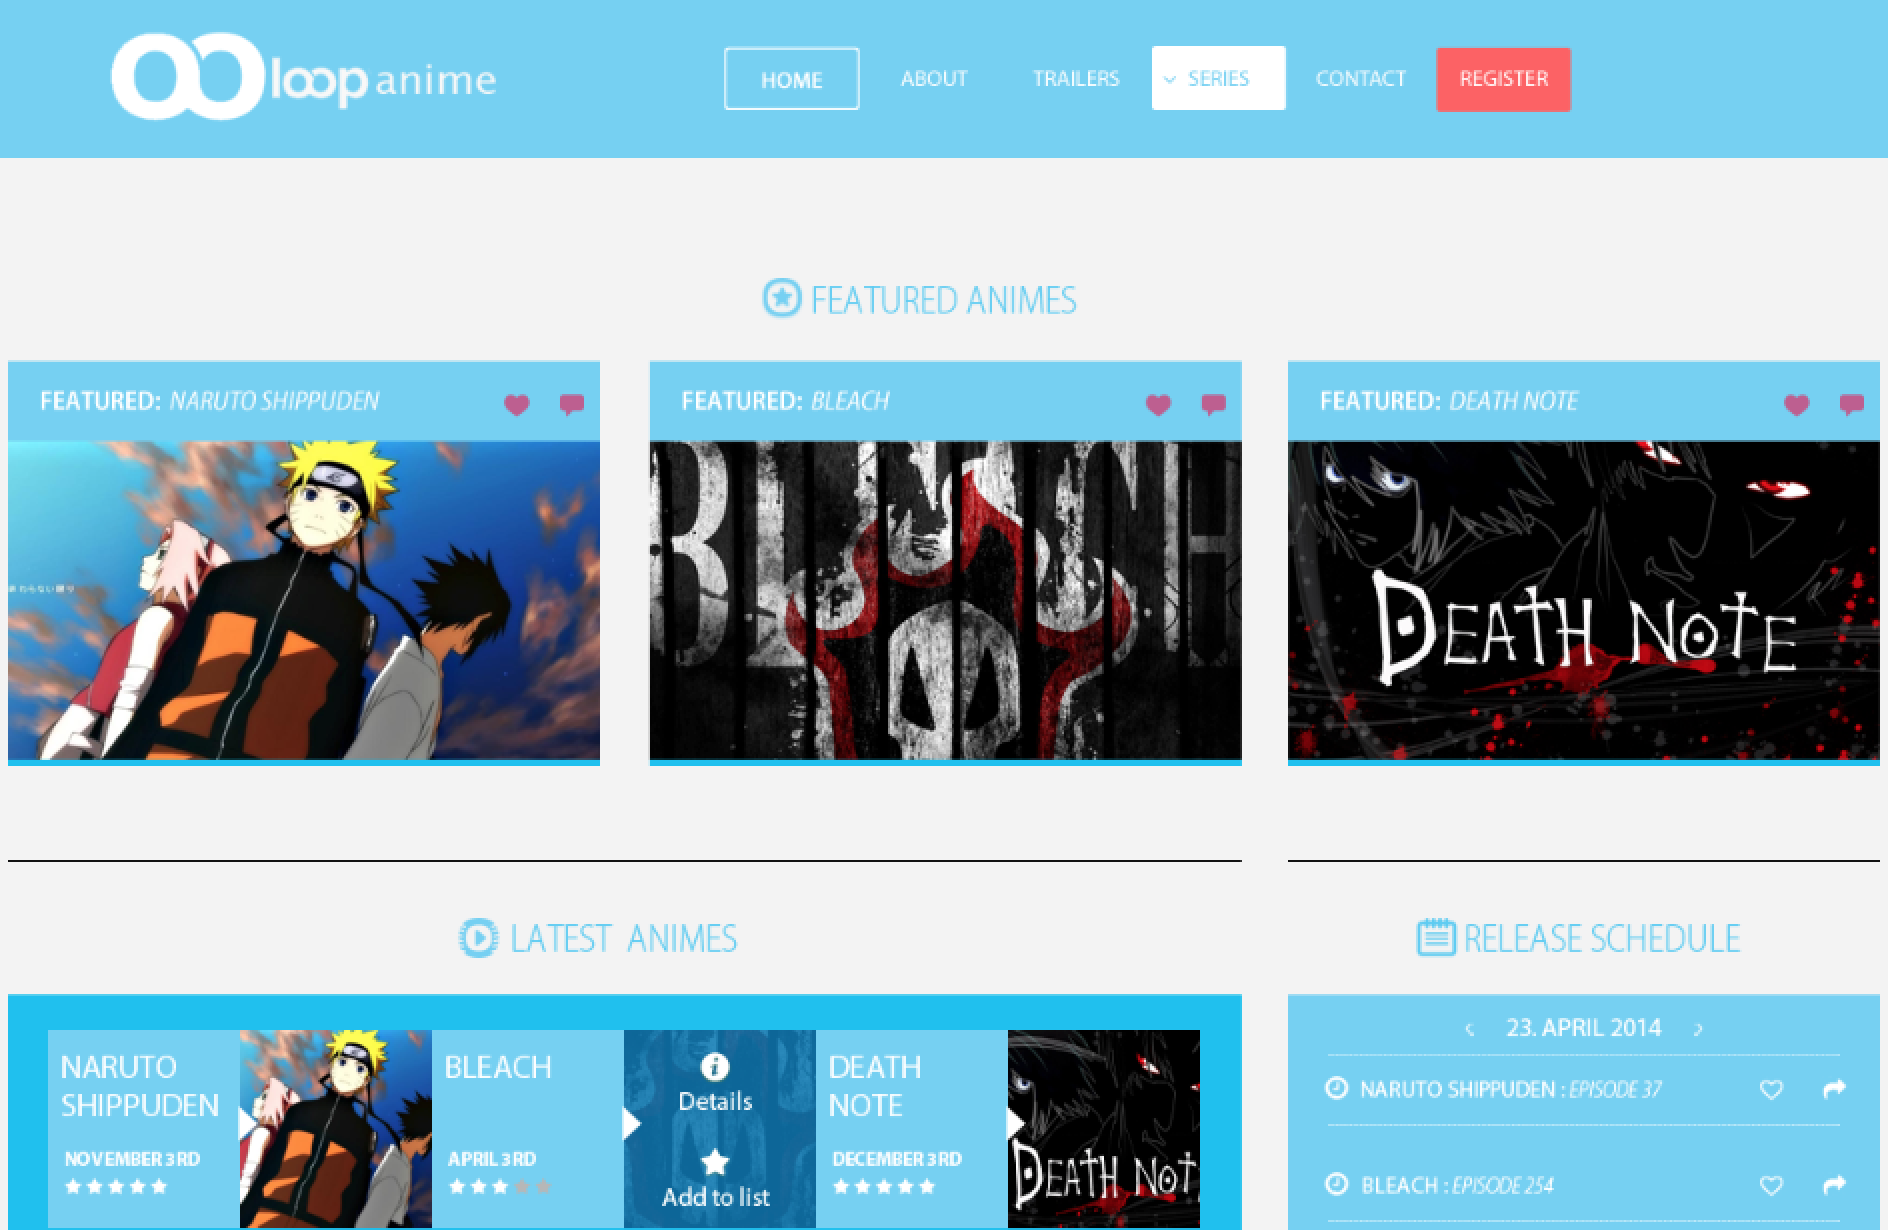 loop anime
HOME
ABOUT
TRAILERS
SERIES
CONTACT
REGISTER
FEATURED ANIMES
FEATURED: NARUTO SHIPPUDEN
FEATURED: BLEACH
FEATURED: DEATH NOTE
BLEACH
DEATH NOTE
LATEST ANIMES
RELEASE SCHEDULE
NARUTO
SHIPPUDEN
NOVEMBER 3RD
BLEACH
APRIL 3RD
Details
Add to list
DEATH
NOTE
DECEMBER 3RD
DEATH NOT
23. APRIL 2014
NARUTO SHIPPUDEN : EPISODE 37
BLEACH : EPISODE 254